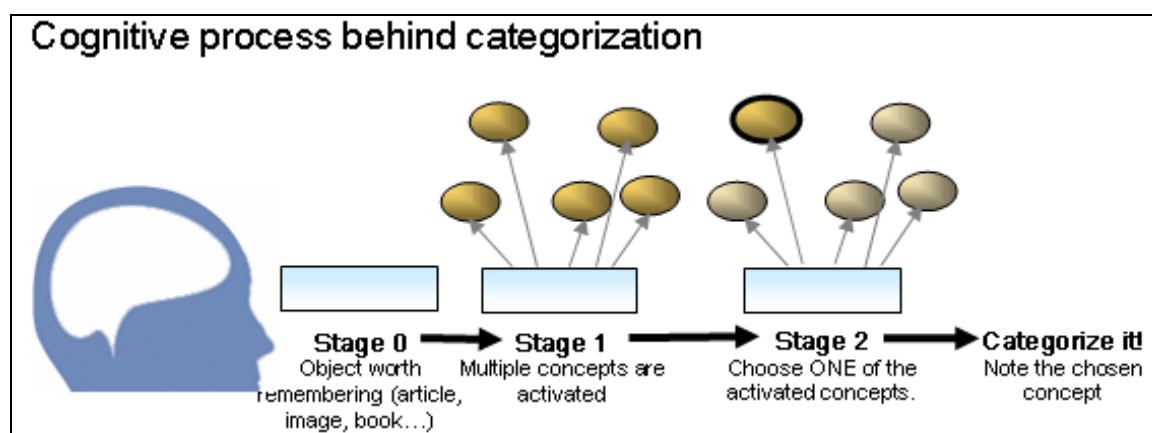 Cognitive process behind categorization
Stage 0
Object worth
remembering (article,
image, book...)
Stage 1
Multiple concepts are
activated
Stage 2
Choose ONE of the
activated concepts.
Categorize it!
Note the chosen
concept